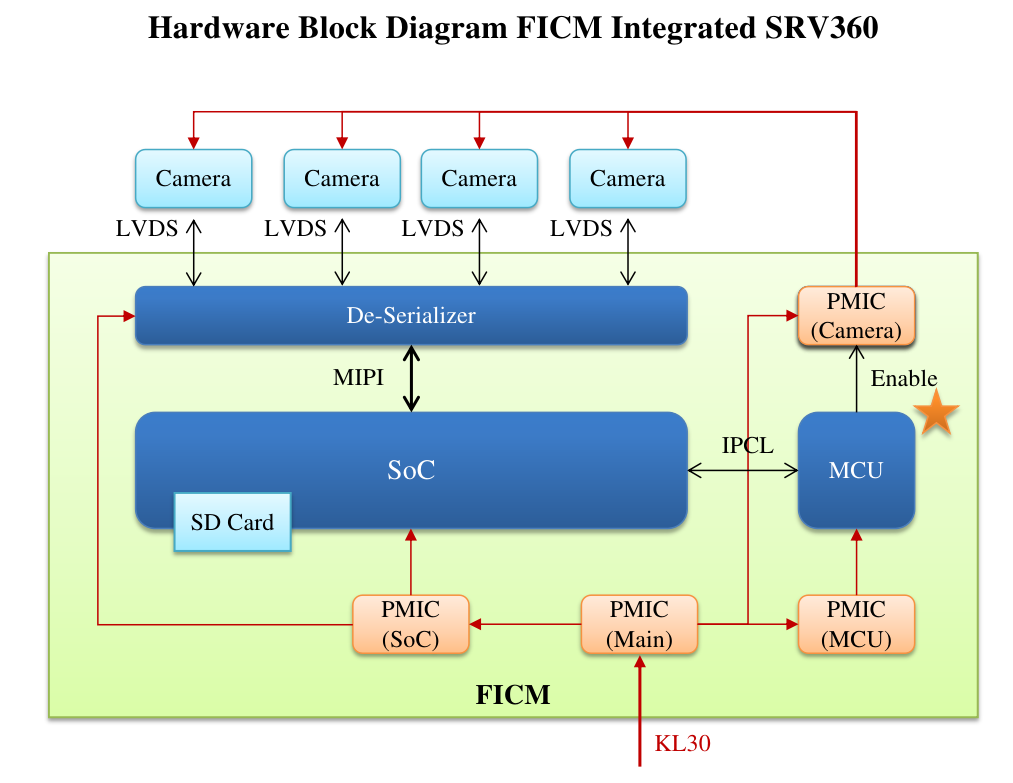 Hardware Block Diagram FICM Integrated SRV360
Camera
Camera
Camera
Camera
LVDS
LVDS
LVDS
LVDS
De-Serializer
PMIC
(Camera)
MIPI
Enable
SoC
IPCL
MCU
SD Card
PMIC
(SoC)
PMIC
(Main)
PMIC
(MCU)
FICM
KL30